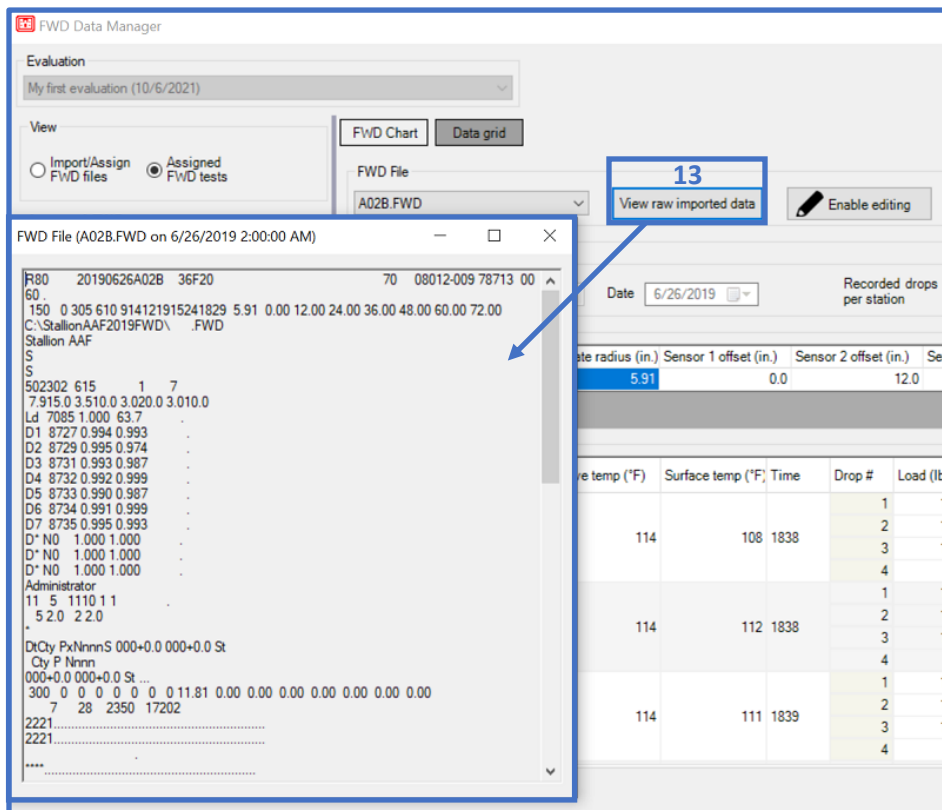 FWD Data Manager
Evaluation
My first evaluation (10/6/2021)
View
Import/Assign FWD files
Assigned FWD tests
FWD Chart
Data grid
FWD File
A02B.FWD
13
View raw imported data
Enable editing
Date
6/26/2019
Recorded drops
per station
FWD File (A02B.FWD on 6/26/2019 2:00:00 AM)
R80 20190626A02B 36F20 70 08012-009 78713 00
60 .
150 0 305 610 914121915241829 5.91 0.00 12.00 24.00 36.00 48.00 60.00 72.00
C:\StallionAAF2019FWD\ .FWD
Stallion AAF
S
S
502302 615 1 7
7.915.0 3.510.0 3.020.0 3.010.0
Ld 7085 1.000 63.7 .
D1 8727 0.994 0.993 .
D2 8729 0.995 0.974 .
D3 8731 0.993 0.987 .
D4 8732 0.992 0.999 .
D5 8733 0.990 0.987 .
D6 8734 0.991 0.999 .
D7 8735 0.995 0.993 .
D* N0 1.000 1.000 .
D* N0 1.000 1.000 .
D* N0 1.000 1.000 .
Administrator
11 5 1110 1 1 .
5 2.0 2 2.0
*
DtCty PxNnnnS 000+0.0 000+0.0 St
Cty P Nnnn
000+0.0 000+0.0 St ...
300 0 0 0 0 0 0 0 11.81 0.00 0.00 0.00 0.00 0.00 0.00 0.00
7 28 2350 17202
2221..............................................................
2221..............................................................
.
****..............................................................
radius (in.) Sensor 1 offset (in.) Sensor 2 offset (in.)
5.91 0.0 12.0
temp (°F) Surface temp (°F) Time Drop # Load
114 108 1838
1
2
3
4
114 112 1838
1
2
3
4
114 111 1839
1
2
3
4